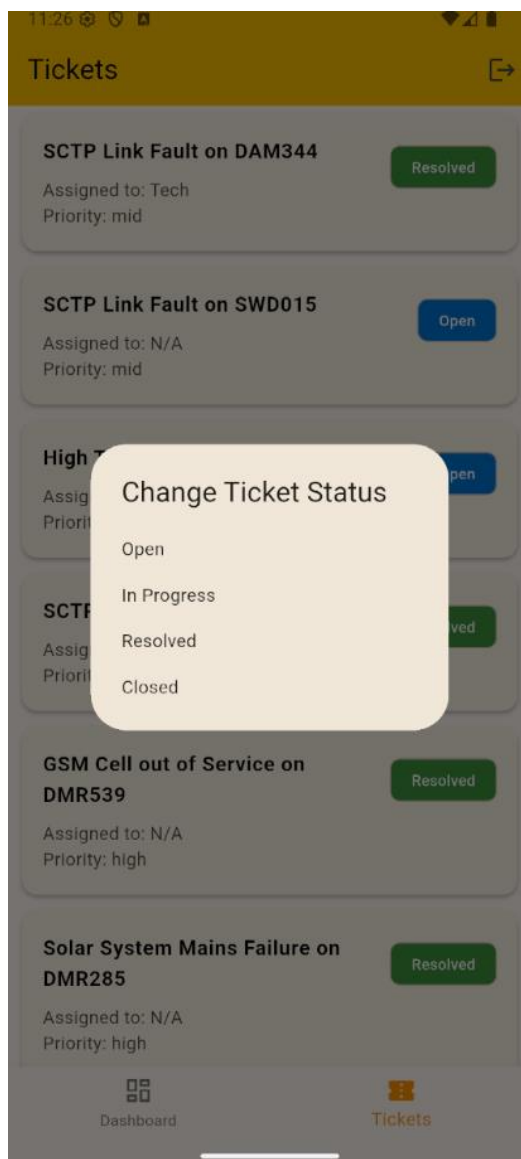 11:26
Tickets
SCTP Link Fault on DAM344
Resolved
Assigned to: Tech
Priority: mid
SCTP Link Fault on SWD015
Open
Assigned to: N/A
Priority: mid
High
Change Ticket Status
Open
In Progress
Resolved
Closed
GSM Cell out of Service on
DMR539
Resolved
Assigned to: N/A
Priority: high
Solar System Mains Failure on
DMR285
Resolved
Assigned to: N/A
Priority: high
Dashboard
Tickets